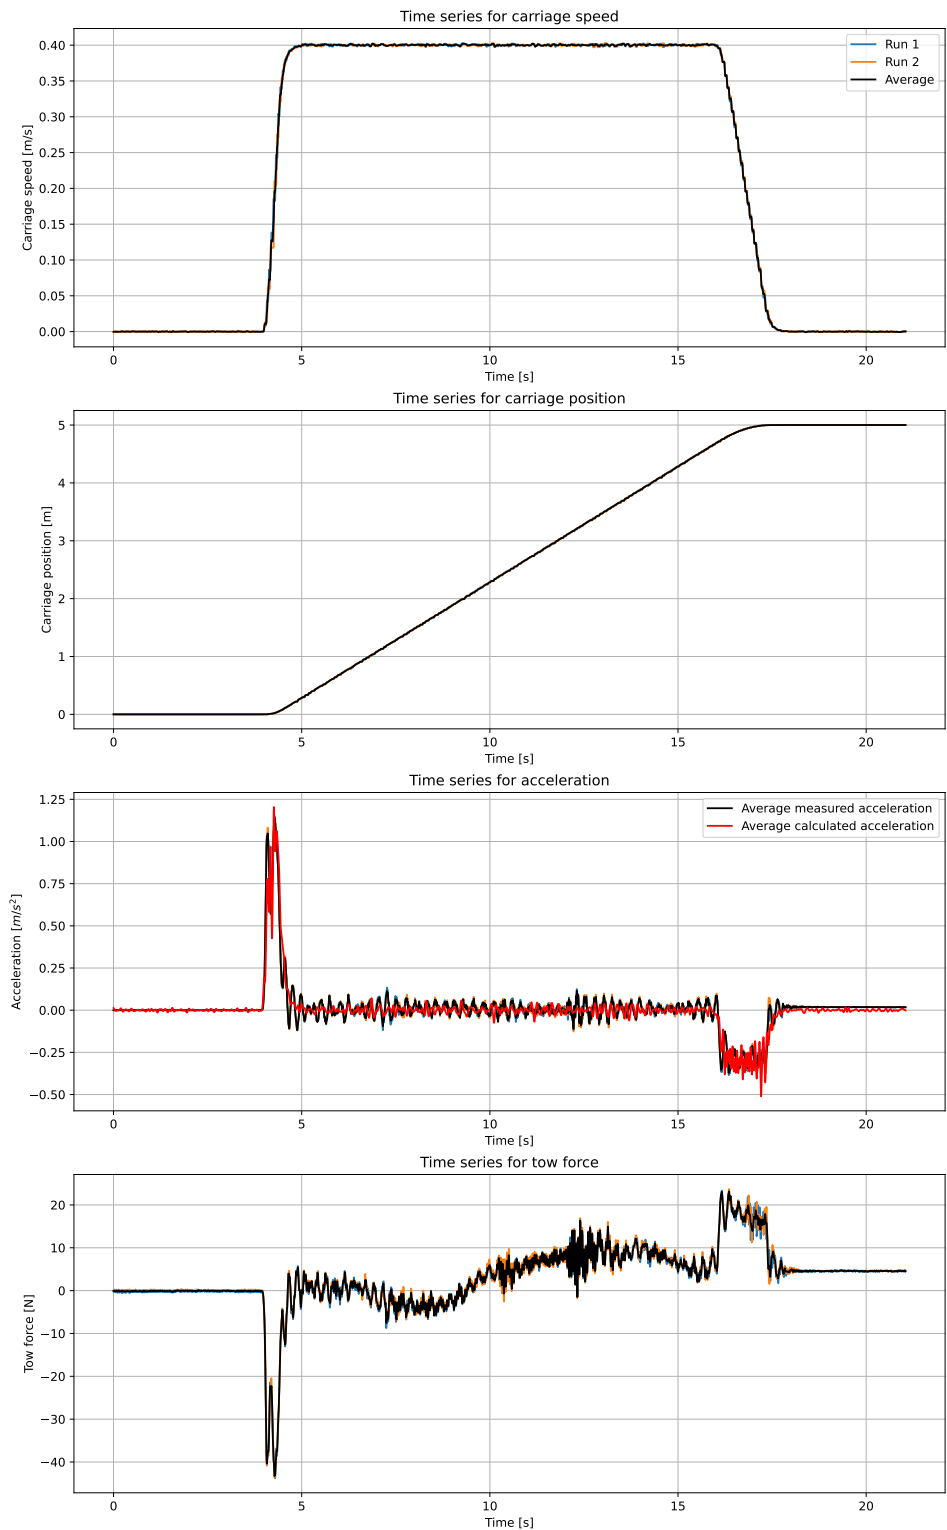 Time series for carriage speed
Carriage speed [m/s]
0.40
0.35
0.30
0.25
0.20
0.15
0.10
0.05
0.00
Run 1
Run 2
Average
0 5 10 15 20
Time [s]
Time series for carriage position
Carriage position [m]
5
4
3
2
1
0
0 5 10 15 20
Time [s]
Time series for acceleration
Acceleration [m/s²]
1.25
1.00
0.75
0.50
0.25
0.00
−0.25
−0.50
Average measured acceleration
Average calculated acceleration
0 5 10 15 20
Time [s]
Time series for tow force
Tow force [N]
20
10
0
−10
−20
−30
−40
0 5 10 15 20
Time [s]